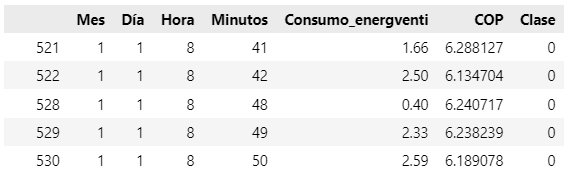 Mes Día Hora Minutos Consumo_energventi COP Clase
521 1 1 8 41 1.66 6.288127 0
522 1 1 8 42 2.50 6.134704 0
528 1 1 8 48 0.40 6.240717 0
529 1 1 8 49 2.33 6.238239 0
530 1 1 8 50 2.59 6.189078 0